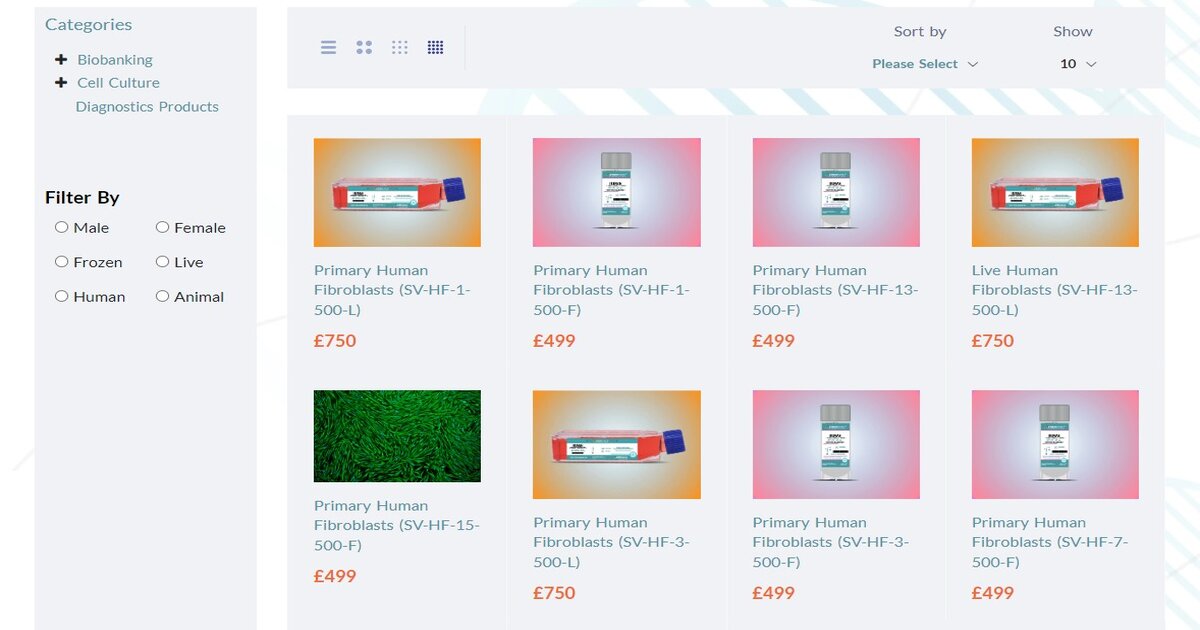 Categories
Biobanking
Cell Culture
Diagnostics Products
Filter By
Male
Female
Frozen
Live
Human
Animal
Sort by
Show
Please Select
10
Primary Human
Fibroblasts (SV-HF-1-
500-L)
£750
Primary Human
Fibroblasts (SV-HF-1-
500-F)
£499
Primary Human
Fibroblasts (SV-HF-13-
500-F)
£499
Live Human
Fibroblasts (SV-HF-13-
500-L)
£750
Primary Human
Fibroblasts (SV-HF-15-
500-F)
£499
Primary Human
Fibroblasts (SV-HF-3-
500-L)
£750
Primary Human
Fibroblasts (SV-HF-3-
500-F)
£499
Primary Human
Fibroblasts (SV-HF-7-
500-F)
£499